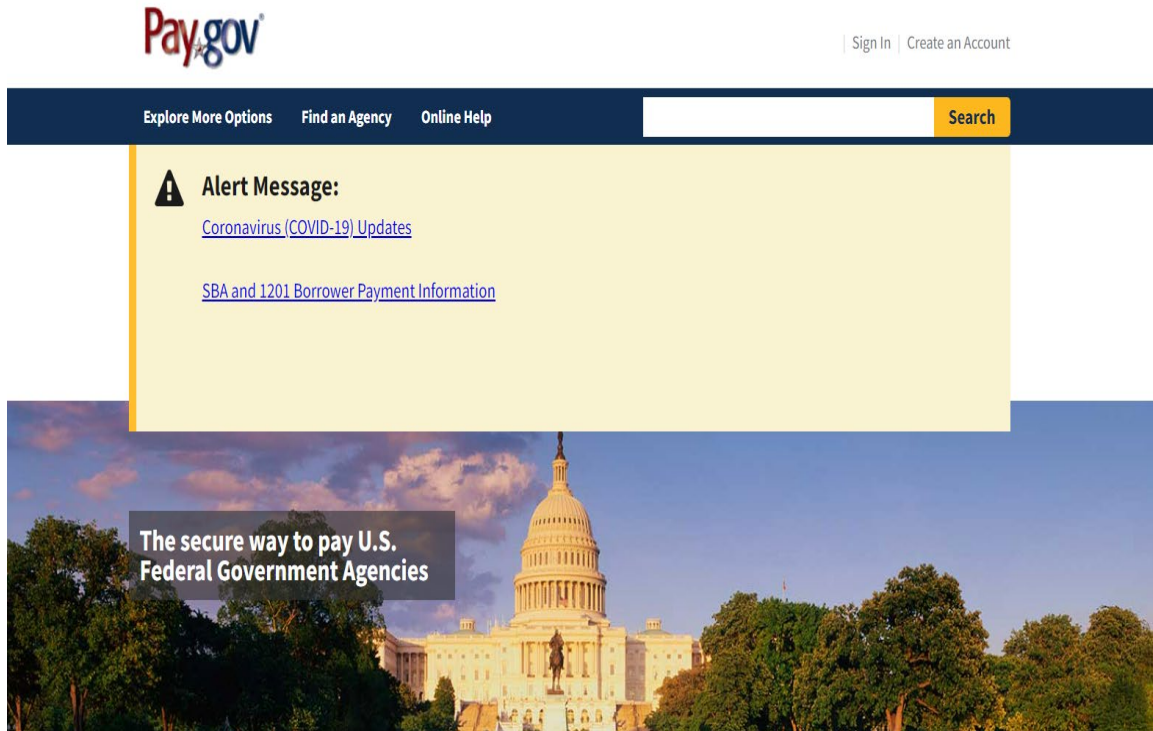 Pay.gov
Sign In | Create an Account
Explore More Options Find an Agency Online Help Search
Alert Message:
Coronavirus (COVID-19) Updates
SBA and 1201 Borrower Payment Information
The secure way to pay U.S.
Federal Government Agencies